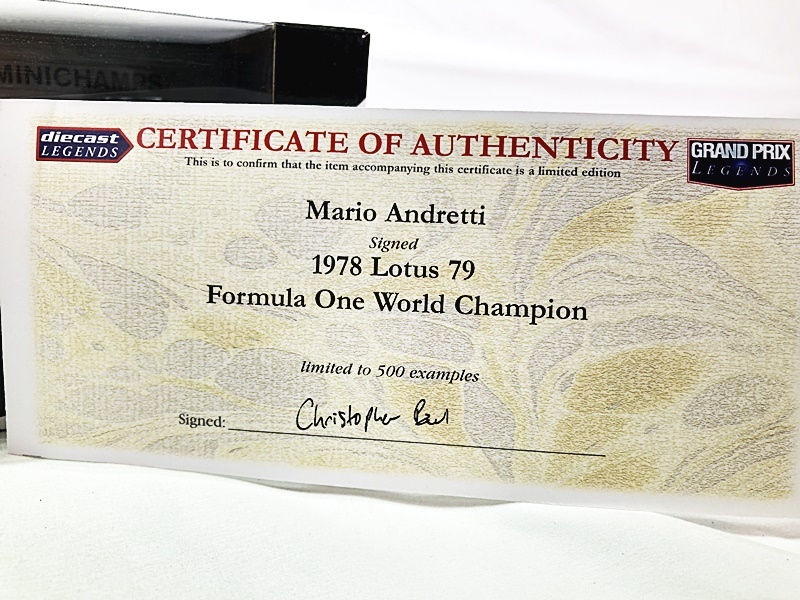 MINICHAMPS
diecast
LEGENDS
CERTIFICATE OF AUTHENTICITY
GRAND PRIX
LEGENDS
This is to confirm that the item accompanying this certificate is a limited edition
Mario Andretti
Signed
1978 Lotus 79
Formula One World Champion
limited to 500 examples
Signed: Christopher